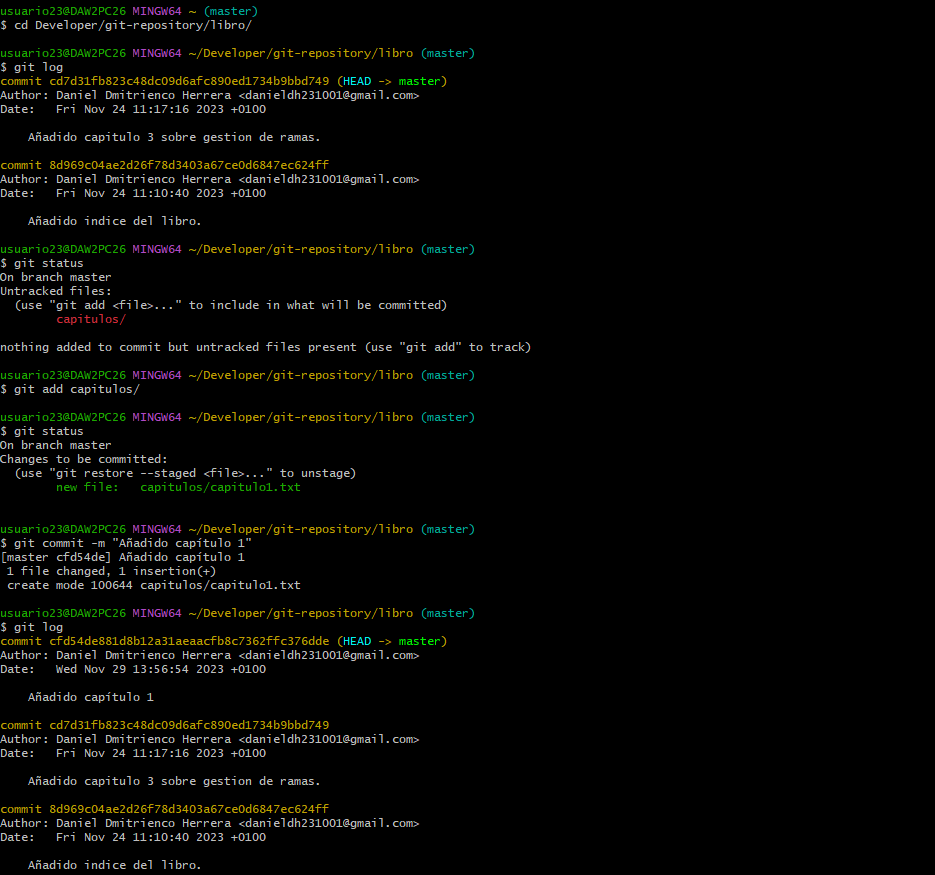 usuario23@DAW2PC26 MINGW64 ~ (master)
$ cd Developer/git-repository/libro/
usuario23@DAW2PC26 MINGW64 ~/Developer/git-repository/libro (master)
$ git log
commit cd7d31fb823c48dc09d6afc890ed1734b9bbd749 (HEAD -> master)
Author: Daniel Dmitrienco Herrera <danieldh231001@gmail.com>
Date:   Fri Nov 24 11:17:16 2023 +0100
    Añadido capitulo 3 sobre gestion de ramas.
commit 8d969c04ae2d26f78d3403a67ce0d6847ec624ff
Author: Daniel Dmitrienco Herrera <danieldh231001@gmail.com>
Date:   Fri Nov 24 11:10:40 2023 +0100
    Añadido indice del libro.
usuario23@DAW2PC26 MINGW64 ~/Developer/git-repository/libro (master)
$ git status
On branch master
Untracked files:
  (use "git add <file>..." to include in what will be committed)
        capitulos/
nothing added to commit but untracked files present (use "git add" to track)
usuario23@DAW2PC26 MINGW64 ~/Developer/git-repository/libro (master)
$ git add capitulos/
usuario23@DAW2PC26 MINGW64 ~/Developer/git-repository/libro (master)
$ git status
On branch master
Changes to be committed:
  (use "git restore --staged <file>..." to unstage)
        new file:   capitulos/capitulo1.txt
usuario23@DAW2PC26 MINGW64 ~/Developer/git-repository/libro (master)
$ git commit -m "Añadido capítulo 1"
[master cfd54de] Añadido capítulo 1
 1 file changed, 1 insertion(+)
 create mode 100644 capitulos/capitulo1.txt
usuario23@DAW2PC26 MINGW64 ~/Developer/git-repository/libro (master)
$ git log
commit cfd54de881d8b12a31aeaacfb8c7362ffc376dde (HEAD -> master)
Author: Daniel Dmitrienco Herrera <danieldh231001@gmail.com>
Date:   Wed Nov 29 13:56:54 2023 +0100
    Añadido capítulo 1
commit cd7d31fb823c48dc09d6afc890ed1734b9bbd749
Author: Daniel Dmitrienco Herrera <danieldh231001@gmail.com>
Date:   Fri Nov 24 11:17:16 2023 +0100
    Añadido capitulo 3 sobre gestion de ramas.
commit 8d969c04ae2d26f78d3403a67ce0d6847ec624ff
Author: Daniel Dmitrienco Herrera <danieldh231001@gmail.com>
Date:   Fri Nov 24 11:10:40 2023 +0100
    Añadido indice del libro.